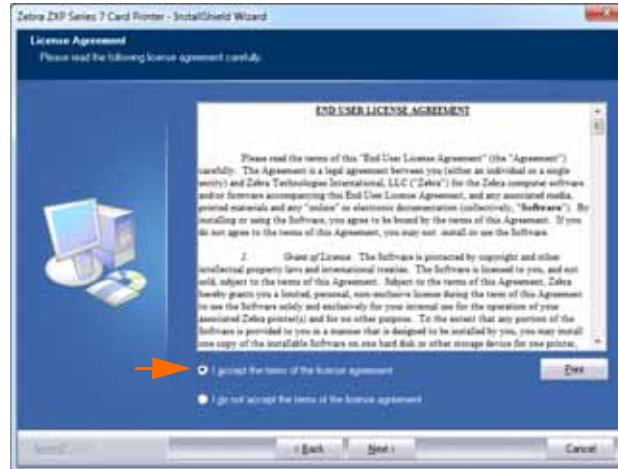 Zebra ZXP Series 7 Card Printer - InstallShield Wizard
License Agreement
Please read the following license agreement carefully.
END USER LICENSE AGREEMENT
Please read the terms of this "End User License Agreement" (the "Agreement")
carefully. The Agreement is a legal agreement between you (either an individual or a single
entity) and Zebra Technologies International, LLC ("Zebra") for the Zebra computer software
and/or firmware accompanying this End User License Agreement, and any associated media,
printed materials and any "online" or electronic documentation (collectively, "Software"). By
installing or using the Software, you agree to be bound by the terms of this Agreement. If you
do not agree to the terms of this Agreement, you may not install or use the Software.
1. Grant of License. The Software is protected by copyright and other
intellectual property laws and international treaties. The Software is licensed to you, and not
sold, subject to the terms of this Agreement. Subject to the terms of this Agreement, Zebra
hereby grants you a limited, personal, non-exclusive license during the term of this Agreement
to use the Software solely and exclusively for your internal use for the operation of your
associated Zebra printer(s) and for no other purpose. To the extent that any portion of the
Software is provided to you in a manner that is designed to be installed by you, you may install
one copy of the installable Software on one hard disk or other storage device for one printer,
I accept the terms of the license agreement
Print
I do not accept the terms of the license agreement
< Back
Next >
Cancel